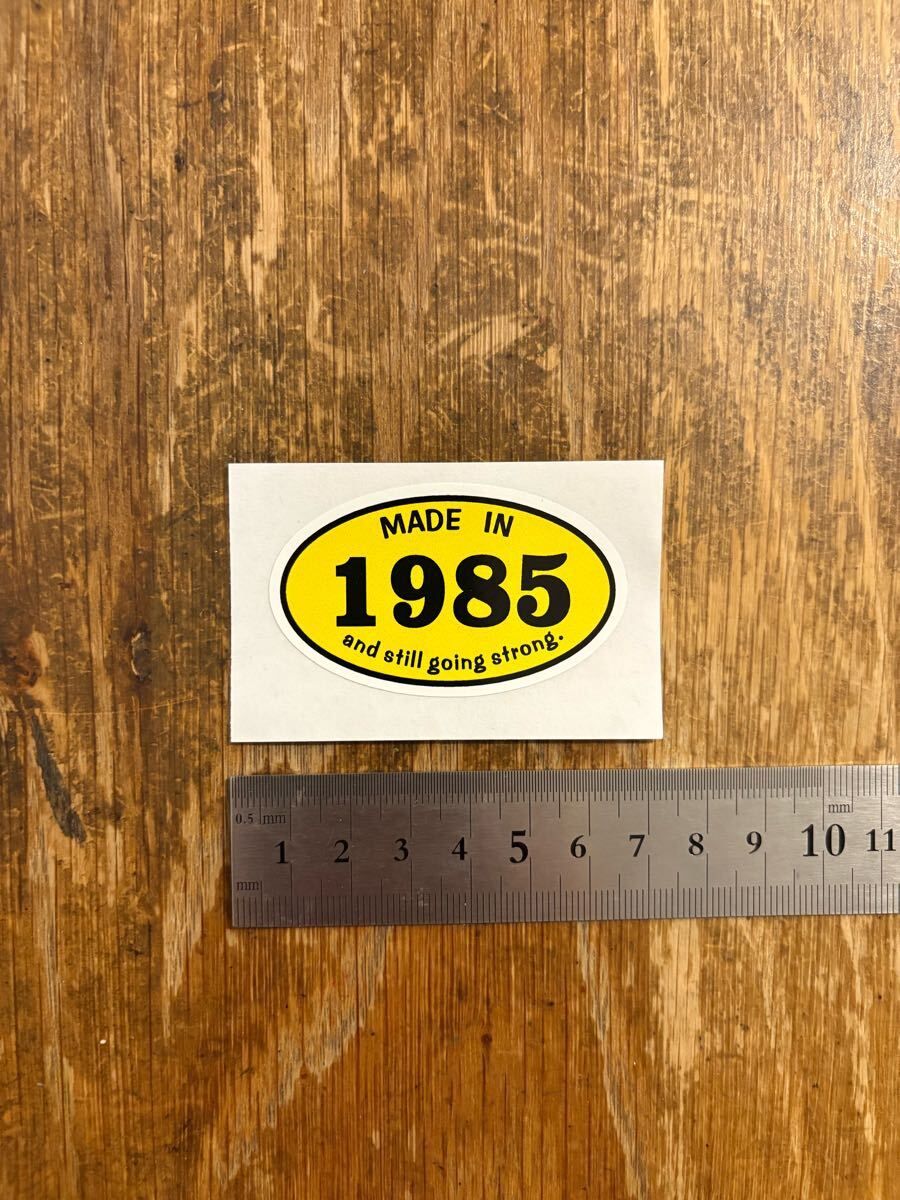 MADE IN
1985
and still going strong.
0.5 mm mm
1 2 3 4 5 6 7 8 9 10 11
mm